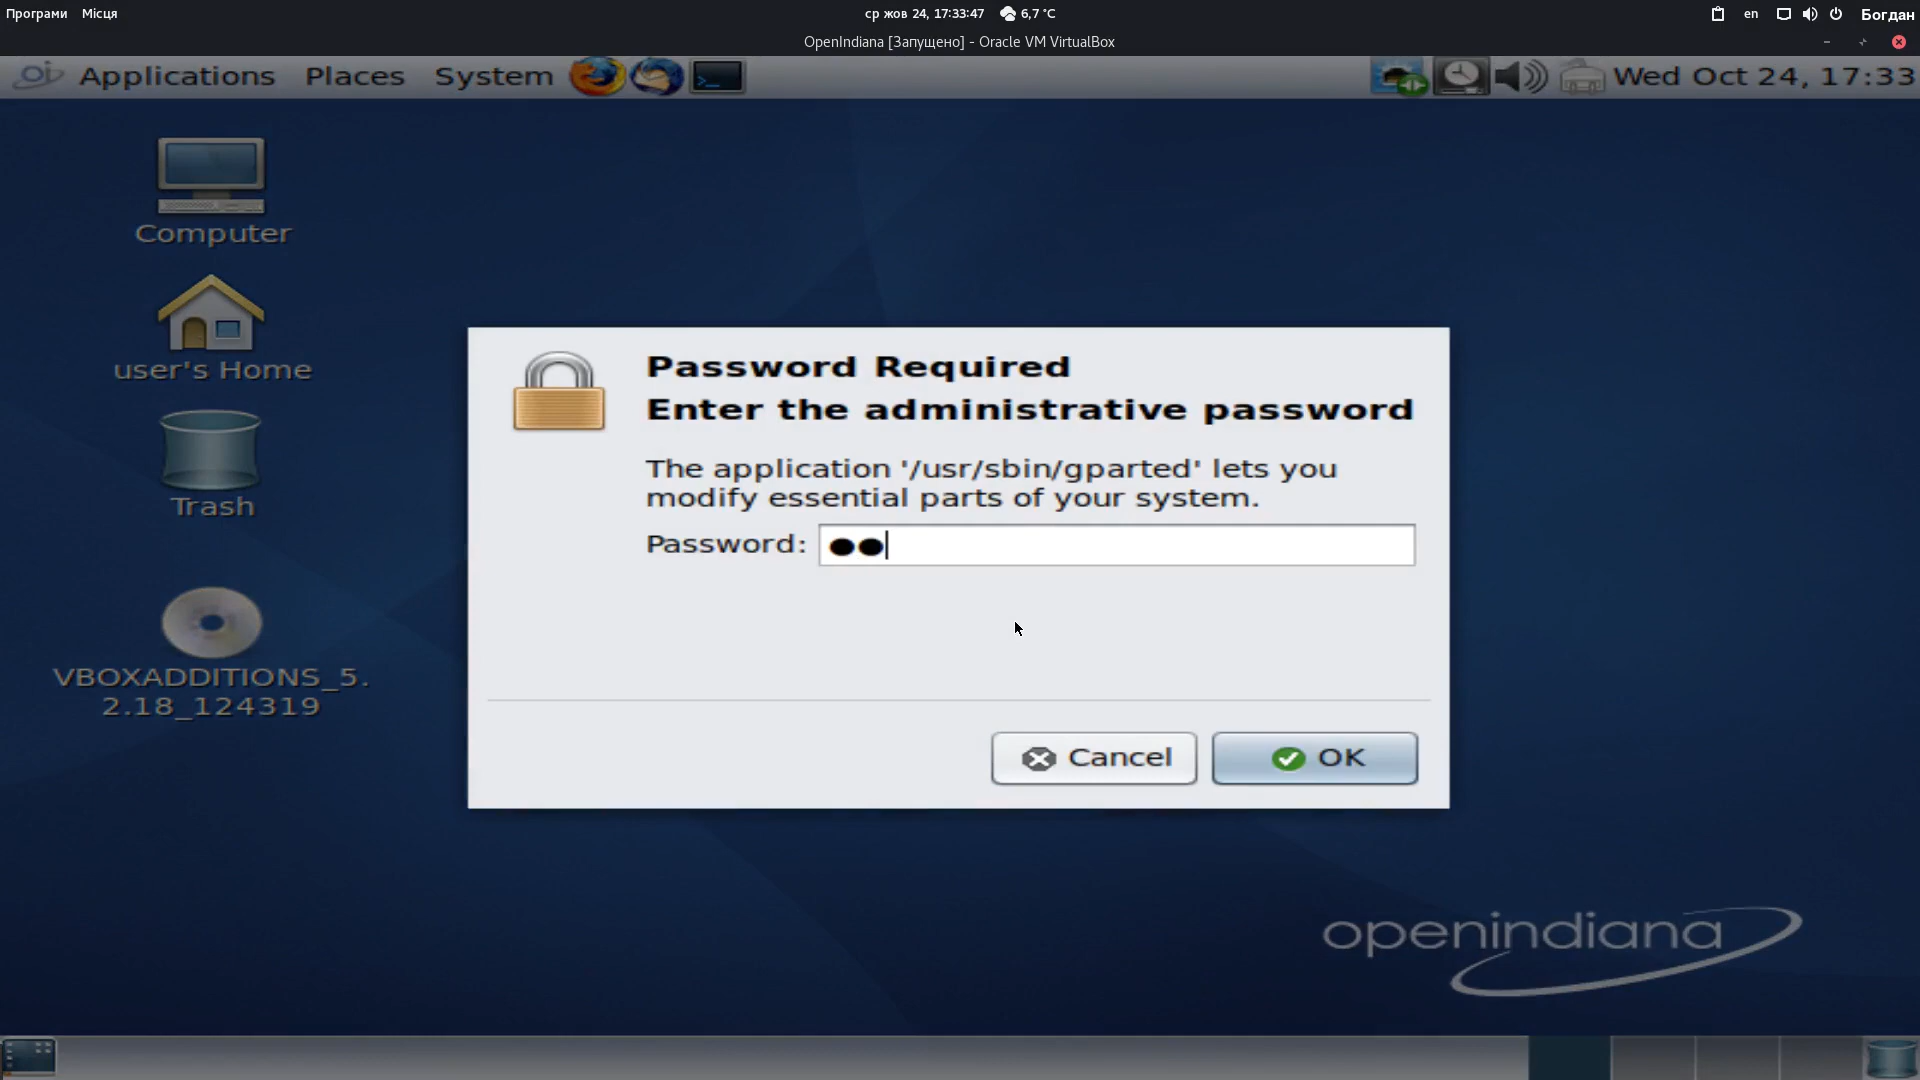 Програми Місця ср жов 24, 17:33:47 6,7 °C en Богдан
OpenIndiana [Запущено] - Oracle VM VirtualBox
Applications Places System Wed Oct 24, 17:33
Computer
user's Home
Trash
VBOXADDITIONS_5.
2.18_124319
Password Required
Enter the administrative password
The application '/usr/sbin/gparted' lets you
modify essential parts of your system.
Password: ●●
Cancel OK
openindiana